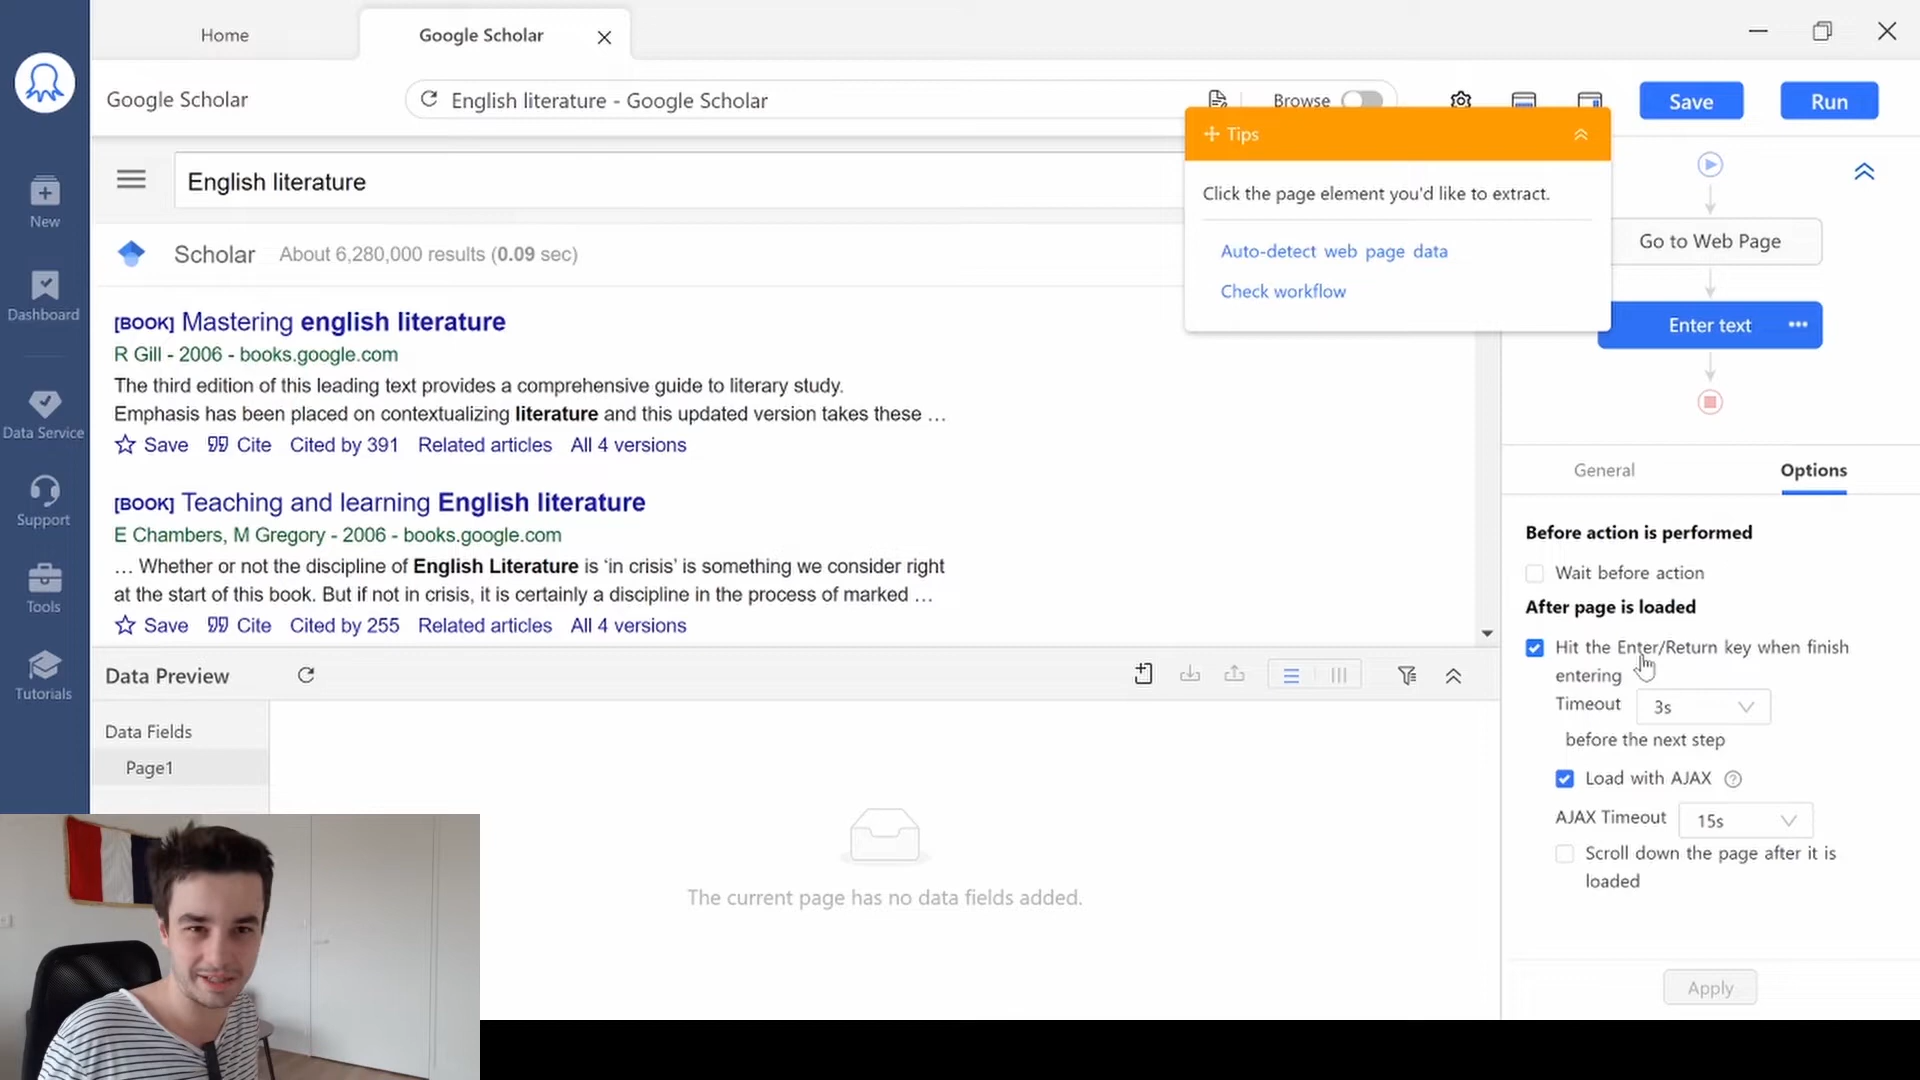 Home
Google Scholar
Google Scholar
English literature - Google Scholar
Browse
Save
Run
Tips
Click the page element you'd like to extract.
Auto-detect web page data
Check workflow
New
Dashboard
Data Service
Support
Tools
Tutorials
English literature
Scholar About 6,280,000 results (0.09 sec)
[BOOK] Mastering english literature
R Gill - 2006 - books.google.com
The third edition of this leading text provides a comprehensive guide to literary study.
Emphasis has been placed on contextualizing literature and this updated version takes these …
Save Cite Cited by 391 Related articles All 4 versions
[BOOK] Teaching and learning English literature
E Chambers, M Gregory - 2006 - books.google.com
… Whether or not the discipline of English Literature is ‘in crisis’ is something we consider right
at the start of this book. But if not in crisis, it is certainly a discipline in the process of marked …
Save Cite Cited by 255 Related articles All 4 versions
Data Preview
Data Fields
Page1
The current page has no data fields added.
Go to Web Page
Enter text
General
Options
Before action is performed
Wait before action
After page is loaded
Hit the Enter/Return key when finish
entering
Timeout 3s
before the next step
Load with AJAX
AJAX Timeout 15s
Scroll down the page after it is
loaded
Apply